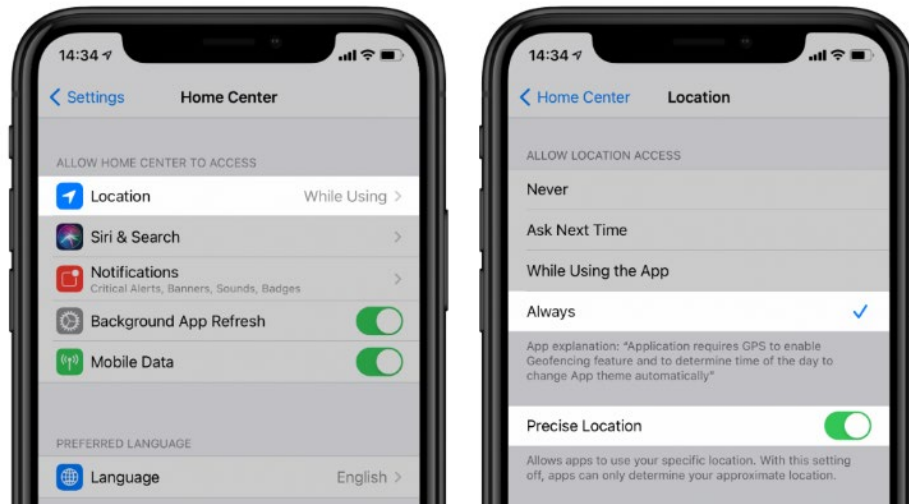 14:34
Settings
Home Center
ALLOW HOME CENTER TO ACCESS
Location
While Using
Siri & Search
Notifications
Critical Alerts, Banners, Sounds, Badges
Background App Refresh
Mobile Data
PREFERRED LANGUAGE
Language
English
14:34
Home Center
Location
ALLOW LOCATION ACCESS
Never
Ask Next Time
While Using the App
Always
App explanation: “Application requires GPS to enable
Geofencing feature and to determine time of the day to
change App theme automatically”
Precise Location
Allows apps to use your specific location. With this setting
off, apps can only determine your approximate location.